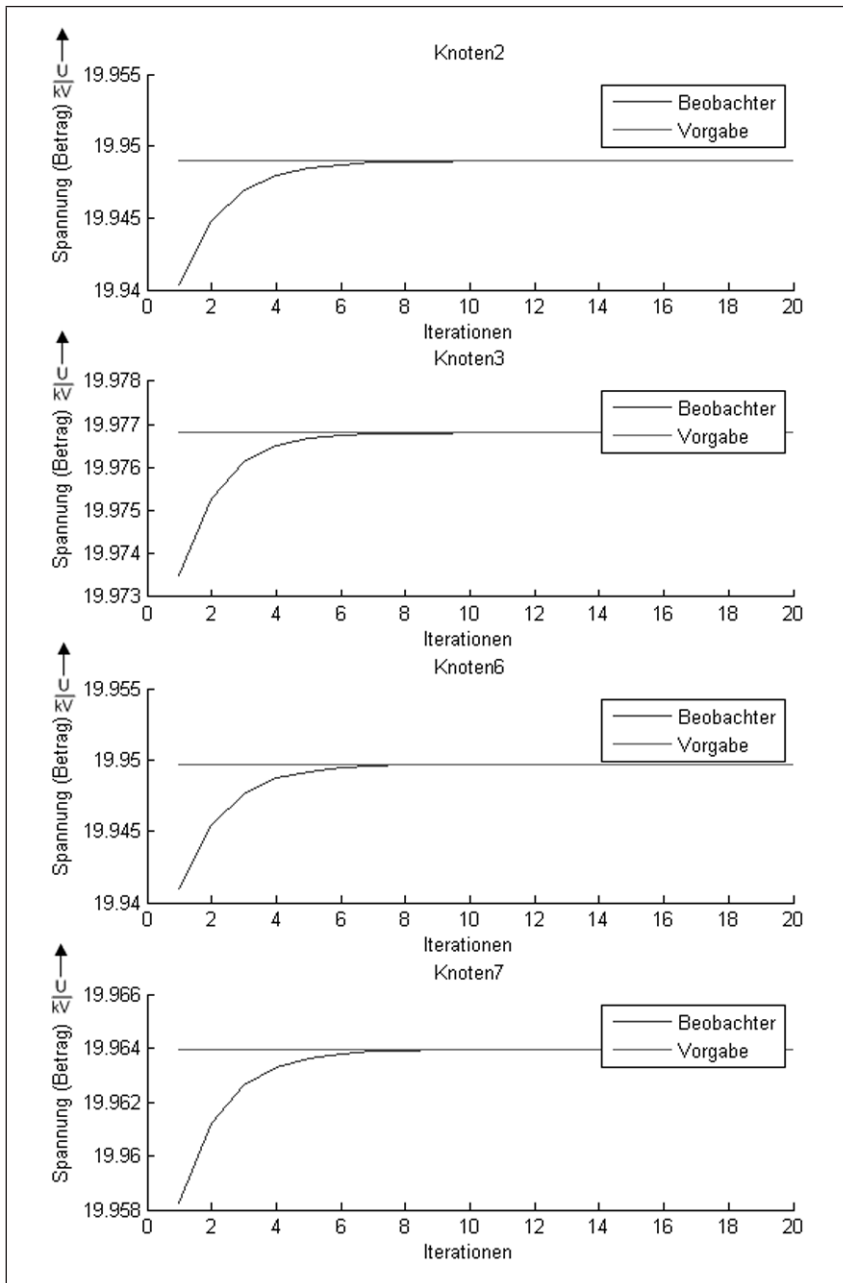 Knoten2
Spannung (Betrag) U/kV
19.955
19.95
19.945
19.94
Beobachter
Vorgabe
0 2 4 6 8 10 12 14 16 18 20
Iterationen
Knoten3
Spannung (Betrag) U/kV
19.978
19.977
19.976
19.975
19.974
19.973
Beobachter
Vorgabe
0 2 4 6 8 10 12 14 16 18 20
Iterationen
Knoten6
Spannung (Betrag) U/kV
19.955
19.95
19.945
19.94
Beobachter
Vorgabe
0 2 4 6 8 10 12 14 16 18 20
Iterationen
Knoten7
Spannung (Betrag) U/kV
19.966
19.964
19.962
19.96
19.958
Beobachter
Vorgabe
0 2 4 6 8 10 12 14 16 18 20
Iterationen